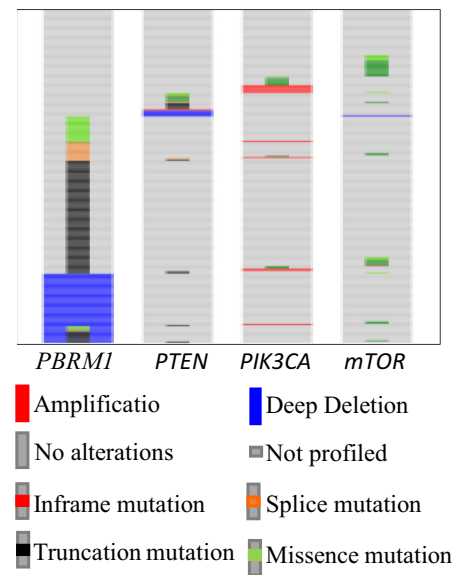 PBRM1 PTEN PIK3CA mTOR
Amplificatio Deep Deletion
No alterations Not profiled
Inframe mutation Splice mutation
Truncation mutation Missence mutation